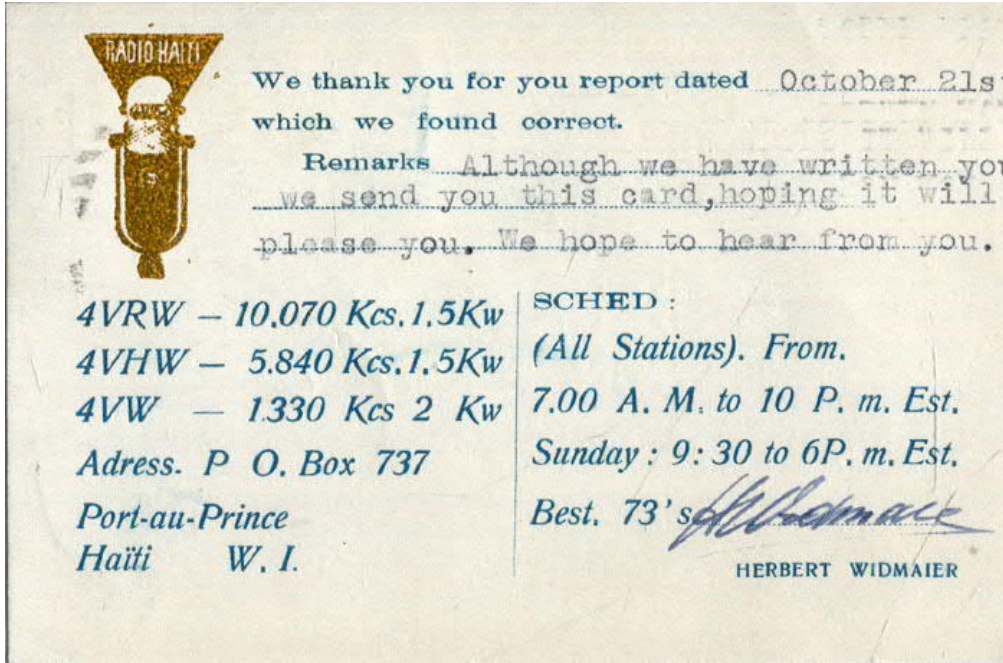 RADIO HAITI
We thank you for you report dated October 21s
which we found correct.
Remarks Although we have written you
we send you this card,hoping it will
please you. We hope to hear from you.
4VRW — 10.070 Kcs. 1.5Kw
4VHW — 5.840 Kcs. 1.5Kw
4VW — 1330 Kcs 2 Kw
Adress. P O. Box 737
Port-au-Prince
Haïti W. I.
SCHED :
(All Stations). From.
7.00 A. M. to 10 P. m. Est.
Sunday : 9 : 30 to 6P. m. Est.
Best. 73's H Widmaier
HERBERT WIDMAIER